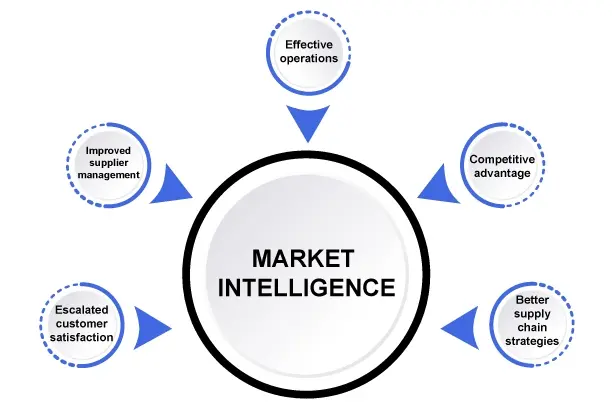 Effective
operations
Improved
supplier
management
Competitive
advantage
MARKET
INTELLIGENCE
Escalated
customer
satisfaction
Better
supply
chain
strategies